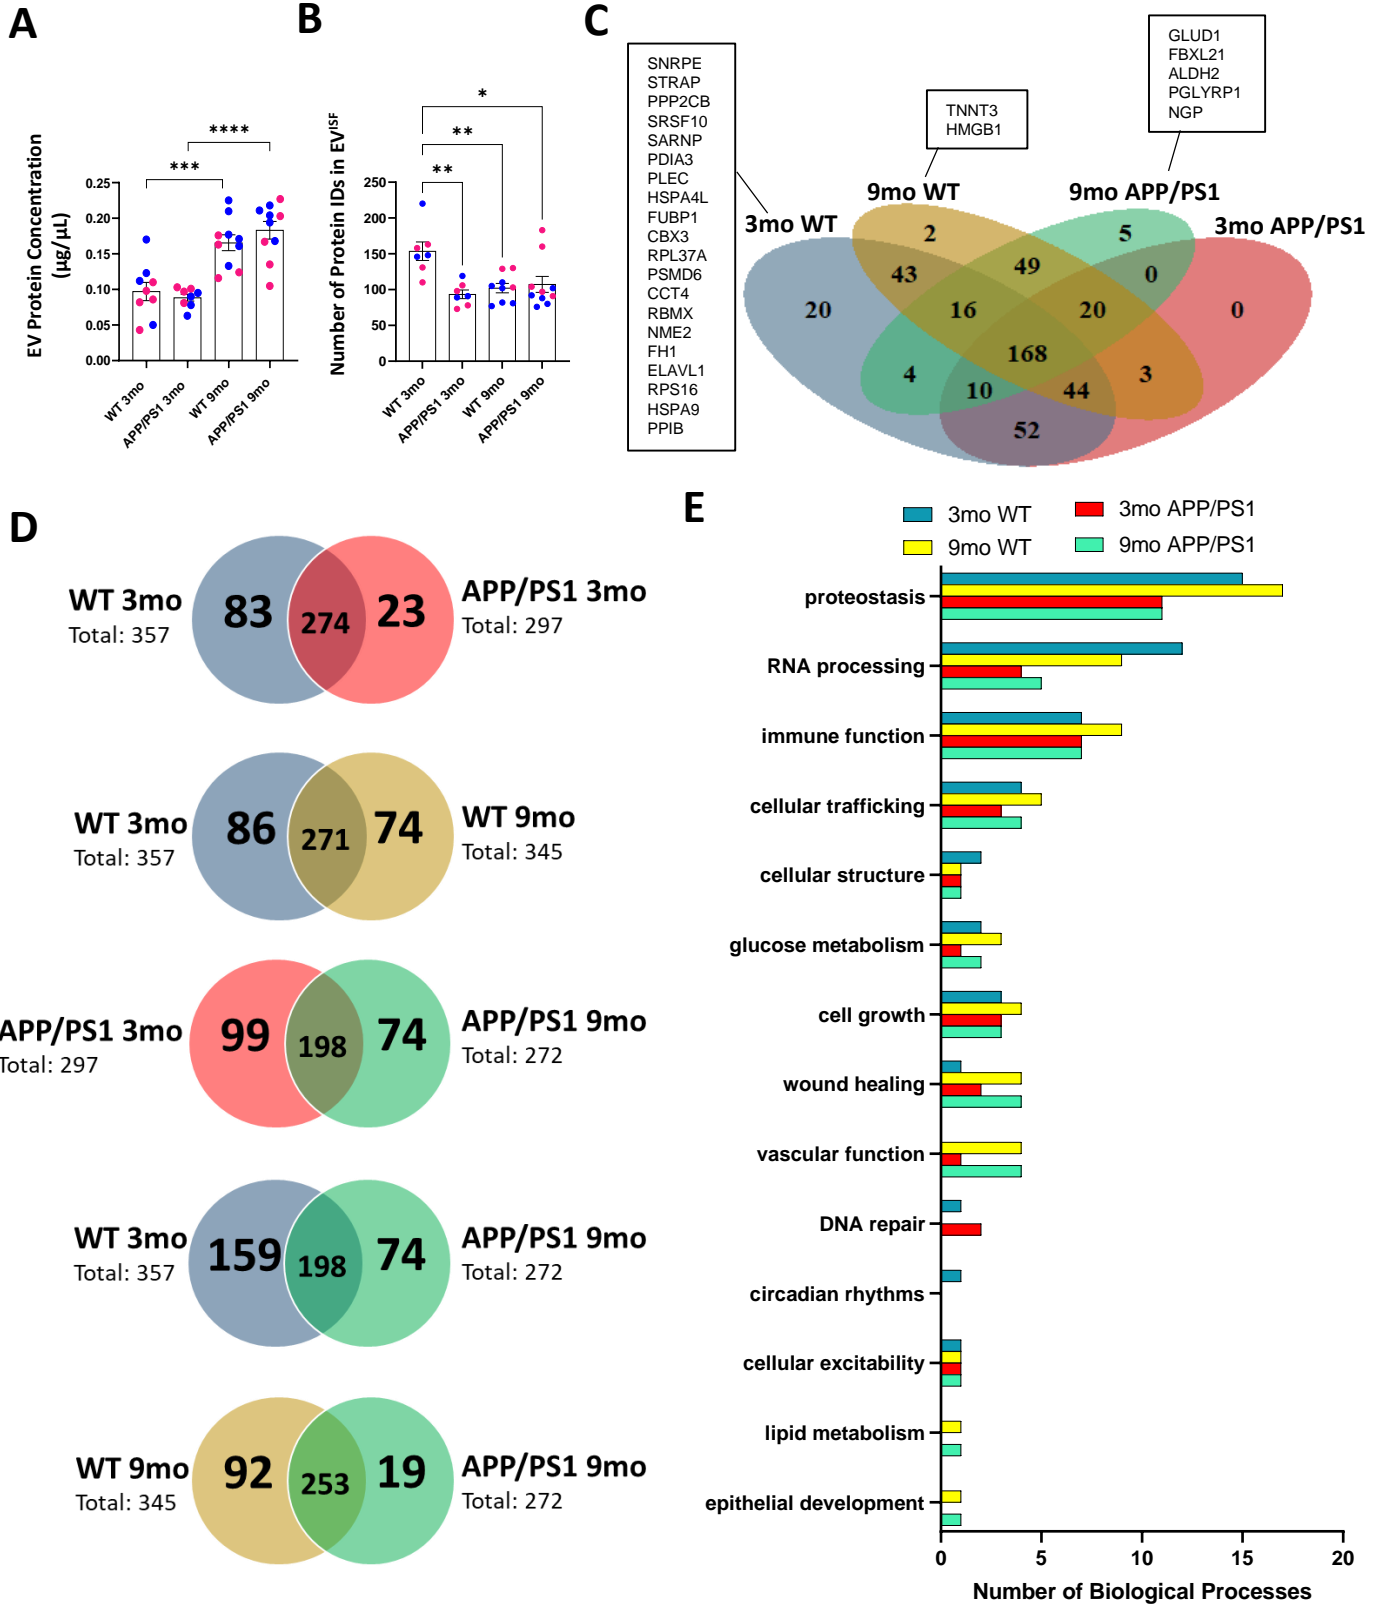 A
EV Protein Concentration
(µg/µL)
0.25
0.20
0.15
0.10
0.05
0.00
***
****
WT 3mo
APP/PS1 3mo
WT 9mo
APP/PS1 9mo
B
Number of Protein IDs in EVᴵˢᶠ
250
200
150
100
50
0
**
**
*
WT 3mo
APP/PS1 3mo
WT 9mo
APP/PS1 9mo
C
SNRPE
STRAP
PPP2CB
SRSF10
SARNP
PDIA3
PLEC
HSPA4L
FUBP1
CBX3
RPL37A
PSMD6
CCT4
RBMX
NME2
FH1
ELAVL1
RPS16
HSPA9
PPIB
TNNT3
HMGB1
GLUD1
FBXL21
ALDH2
PGLYRP1
NGP
3mo WT
9mo WT
9mo APP/PS1
3mo APP/PS1
2
5
43
49
0
20
16
20
0
168
4
10
44
3
52
D
WT 3mo
Total: 357
83
274
23
APP/PS1 3mo
Total: 297
WT 3mo
Total: 357
86
271
74
WT 9mo
Total: 345
APP/PS1 3mo
Total: 297
99
198
74
APP/PS1 9mo
Total: 272
WT 3mo
Total: 357
159
198
74
APP/PS1 9mo
Total: 272
WT 9mo
Total: 345
92
253
19
APP/PS1 9mo
Total: 272
E
3mo WT
3mo APP/PS1
9mo WT
9mo APP/PS1
proteostasis
RNA processing
immune function
cellular trafficking
cellular structure
glucose metabolism
cell growth
wound healing
vascular function
DNA repair
circadian rhythms
cellular excitability
lipid metabolism
epithelial development
0
5
10
15
20
Number of Biological Processes